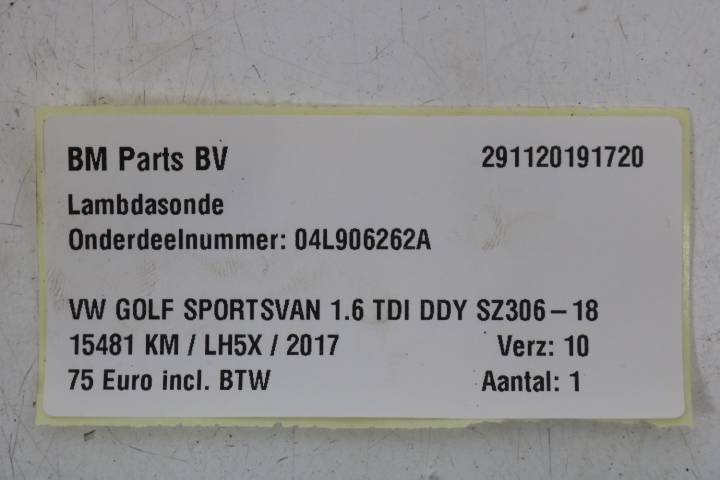 BM Parts BV 291120191720
Lambdasonde
Onderdeelnummer: 04L906262A
VW GOLF SPORTSVAN 1.6 TDI DDY SZ306-18
15481 KM / LH5X / 2017 Verz: 10
75 Euro incl. BTW Aantal: 1